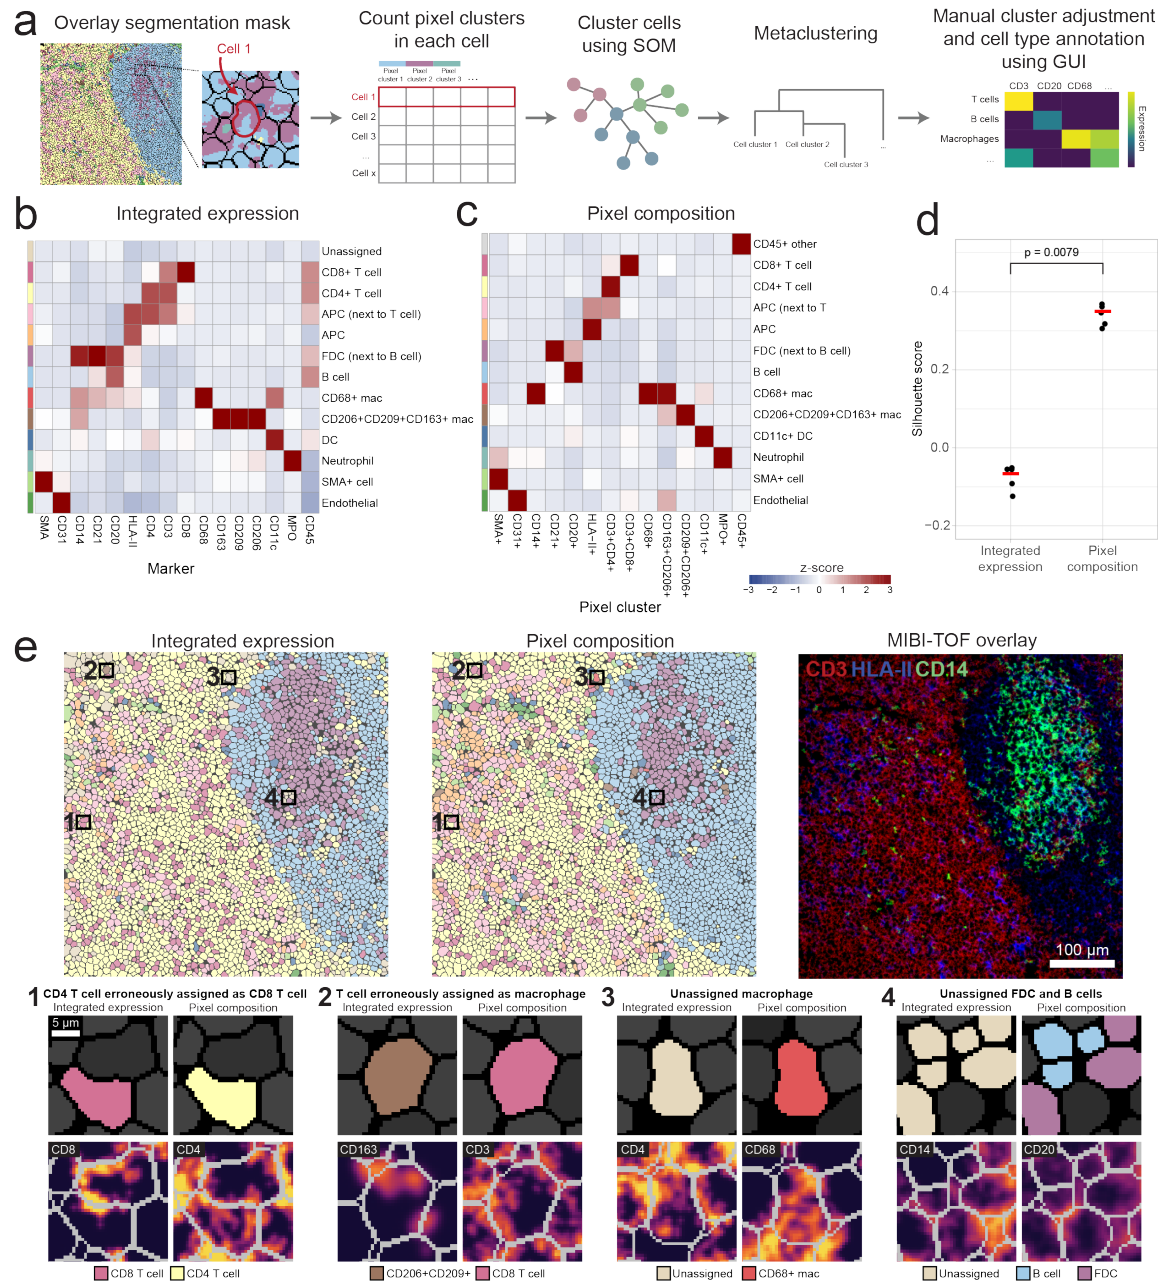 a
Overlay segmentation mask
Cell 1
Count pixel clusters
in each cell
Pixel cluster 1
Pixel cluster 2
Pixel cluster 3
...
Cell 1
Cell 2
Cell 3
...
Cell x
Cluster cells
using SOM
Metaclustering
Cell cluster 1
Cell cluster 2
Cell cluster 3
...
Manual cluster adjustment
and cell type annotation
using GUI
CD3 CD20 CD68 ...
T cells
B cells
Macrophages
...
Expression
b
Integrated expression
Unassigned
CD8+ T cell
CD4+ T cell
APC (next to T cell)
APC
FDC (next to B cell)
B cell
CD68+ mac
CD206+CD209+CD163+ mac
DC
Neutrophil
SMA+ cell
Endothelial
SMA
CD31
CD14
CD21
CD20
HLA-II
CD4
CD3
CD8
CD68
CD163
CD209
CD206
CD11c
MPO
CD45
Marker
c
Pixel composition
CD45+ other
CD8+ T cell
CD4+ T cell
APC (next to T
APC
FDC (next to B cell)
B cell
CD68+ mac
CD206+CD209+CD163+ mac
CD11c+ DC
Neutrophil
SMA+ cell
Endothelial
SMA+
CD31+
CD14+
CD21+
CD20+
HLA−II+
CD3+CD4+
CD3+CD8+
CD68+
CD163+CD206+
CD209+CD206+
CD11c+
MPO+
CD45+
Pixel cluster
z-score
−3 −2 −1 0 1 2 3
d
p = 0.0079
Silhouette score
0.4
0.2
0.0
−0.2
Integrated
expression
Pixel
composition
e
Integrated expression
2
3
4
1
Pixel composition
2
3
4
1
MIBI-TOF overlay
CD3 HLA-II CD14
100 µm
1 CD4 T cell erroneously assigned as CD8 T cell
Integrated expression
Pixel composition
5 µm
CD8
CD4
CD8 T cell
CD4 T cell
2 T cell erroneously assigned as macrophage
Integrated expression
Pixel composition
CD163
CD3
CD206+CD209+
CD8 T cell
3 Unassigned macrophage
Integrated expression
Pixel composition
CD4
CD68
Unassigned
CD68+ mac
4 Unassigned FDC and B cells
Integrated expression
Pixel composition
CD14
CD20
Unassigned
B cell
FDC